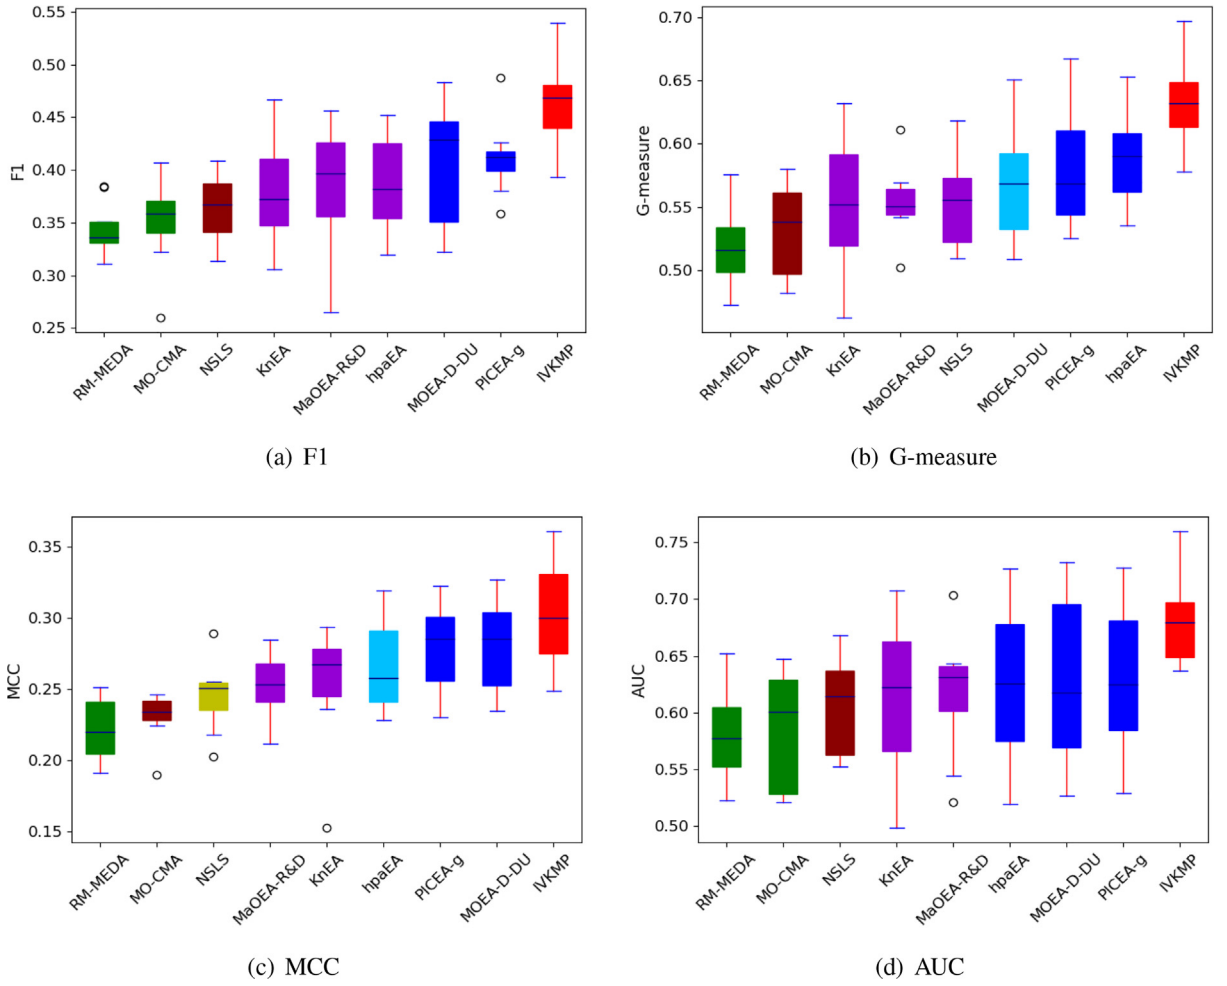 0.55
0.50
0.45
0.40
0.35
0.30
0.25
F1
RM-MEDA
MO-CMA
NSLS
KnEA
MaOEA-R&D
hpaEA
MOEA-D-DU
PICEA-g
IVKMP
(a) F1
0.70
0.65
0.60
0.55
0.50
G-measure
RM-MEDA
MO-CMA
KnEA
MaOEA-R&D
NSLS
MOEA-D-DU
PICEA-g
hpaEA
IVKMP
(b) G-measure
0.35
0.30
0.25
0.20
0.15
MCC
RM-MEDA
MO-CMA
NSLS
MaOEA-R&D
KnEA
hpaEA
PICEA-g
MOEA-D-DU
IVKMP
(c) MCC
0.75
0.70
0.65
0.60
0.55
0.50
AUC
RM-MEDA
MO-CMA
NSLS
KnEA
MaOEA-R&D
hpaEA
MOEA-D-DU
PICEA-g
IVKMP
(d) AUC